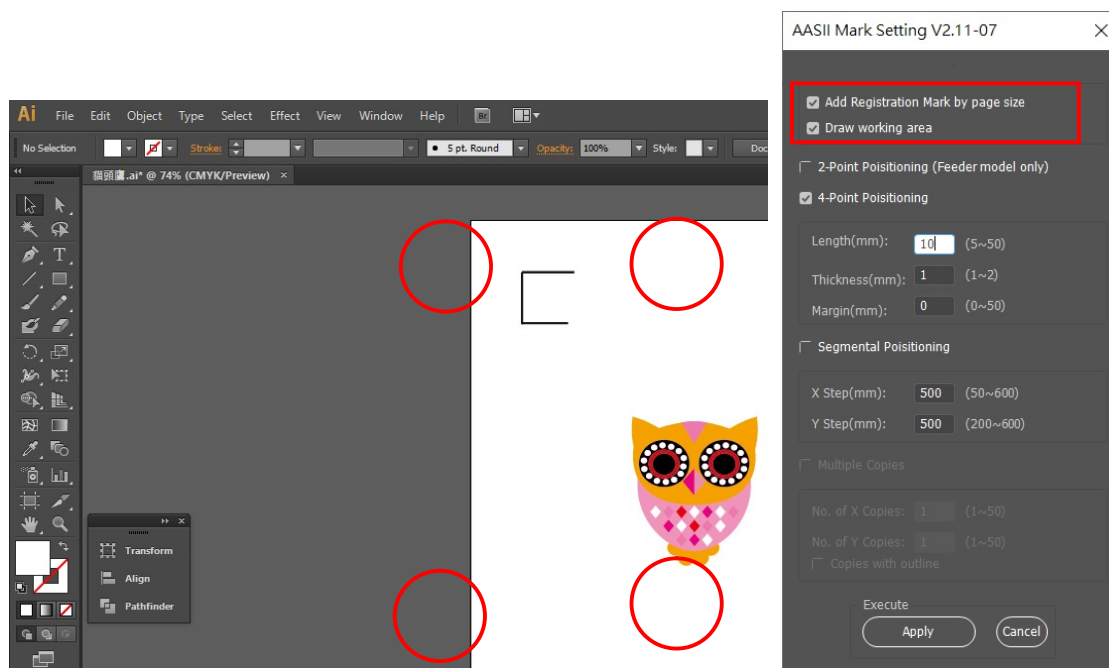 AASII Mark Setting V2.11-07
Add Registration Mark by page size
Draw working area
2-Point Poisitioning (Feeder model only)
4-Point Poisitioning
Length(mm): 10 (5~50)
Thickness(mm): 1 (1~2)
Margin(mm): 0 (0~50)
Segmental Poisitioning
X Step(mm): 500 (50~600)
Y Step(mm): 500 (200~600)
Multiple Copies
No. of X Copies: 1 (1~50)
No. of Y Copies: 1 (1~50)
Copies with outline
Execute
Apply Cancel
Ai File Edit Object Type Select Effect View Window Help Br
No Selection Stroke: 5 pt. Round Opacity: 100% Style: Doc
貓頭鷹.ai* @ 74% (CMYK/Preview) ×
Transform
Align
Pathfinder